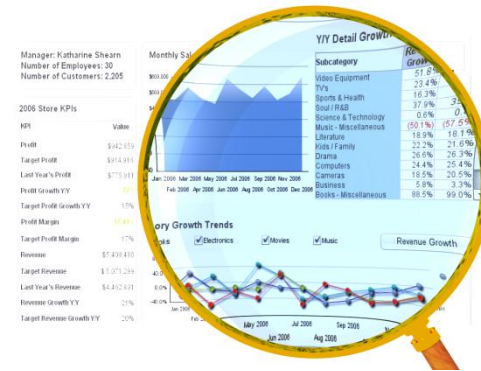 Manager: Katharine Shearn
Number of Employees: 30
Number of Customers: 2,205
Monthly Sal
Y/Y Detail Growth
Subcategory
Video Equipment 51.8%
TV's 23.4%
Sports & Health 16.3%
Soul / R&B 37.9%
Science & Technology 0.6%
Music - Miscellaneous (50.1%) (57.5%
Literature 18.9% 18.1%
Kids / Family 22.2% 21.6%
Drama 26.6% 26.3%
Computers 24.4% 25.4%
Cameras 18.5% 20.5%
Business 5.8% 3.3%
Books - Miscellaneous 88.5% 99.0%
Jan 2006 Mar 2006 May 2006 Jul 2006 Sep 2006 Nov 2006
Feb 2006 Apr 2006 Jun 2006 Aug 2006 Oct 2006 Dec 2006
2006 Store KPIs
KPI Value
Profit
Target Profit
Last Year's Profit
Profit Growth Y/Y
Target Profit Growth Y/Y 15%
Profit Margin
Target Profit Margin 17%
Revenue
Target Revenue
Last Year's Revenue
Revenue Growth Y/Y
Target Revenue Growth Y/Y 20%
ory Growth Trends
oks Electronics Movies Music
Revenue Growth
40.0
-40.0%
May 2006 Jul 2006 Sep 2006
Jun 2006 Aug 2006